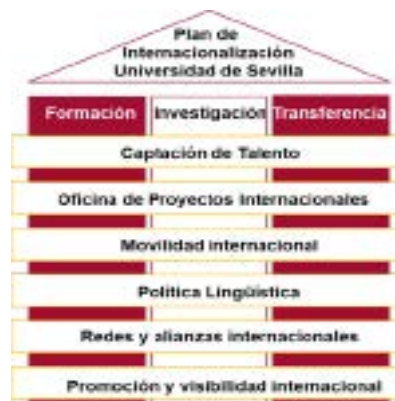 Plan de
Internacionalización
Universidad de Sevilla
Formación Investigación Transferencia
Captación de Talento
Oficina de Proyectos Internacionales
Movilidad internacional
Política Lingüística
Redes y alianzas internacionales
Promoción y visibilidad internacional